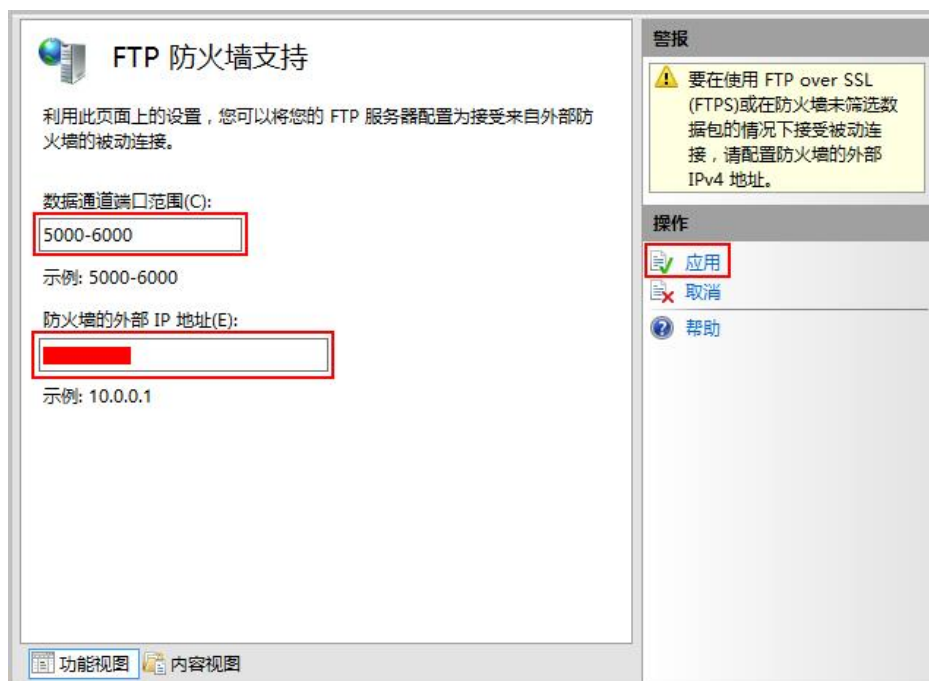 FTP 防火墙支持
利用此页面上的设置，您可以将您的 FTP 服务器配置为接受来自外部防
火墙的被动连接。
数据通道端口范围(C):
5000-6000
示例: 5000-6000
防火墙的外部 IP 地址(E):
示例: 10.0.0.1
功能视图
内容视图
警报
要在使用 FTP over SSL
(FTPS)或在防火墙未筛选数
据包的情况下接受被动连
接，请配置防火墙的外部
IPv4 地址。
操作
应用
取消
帮助